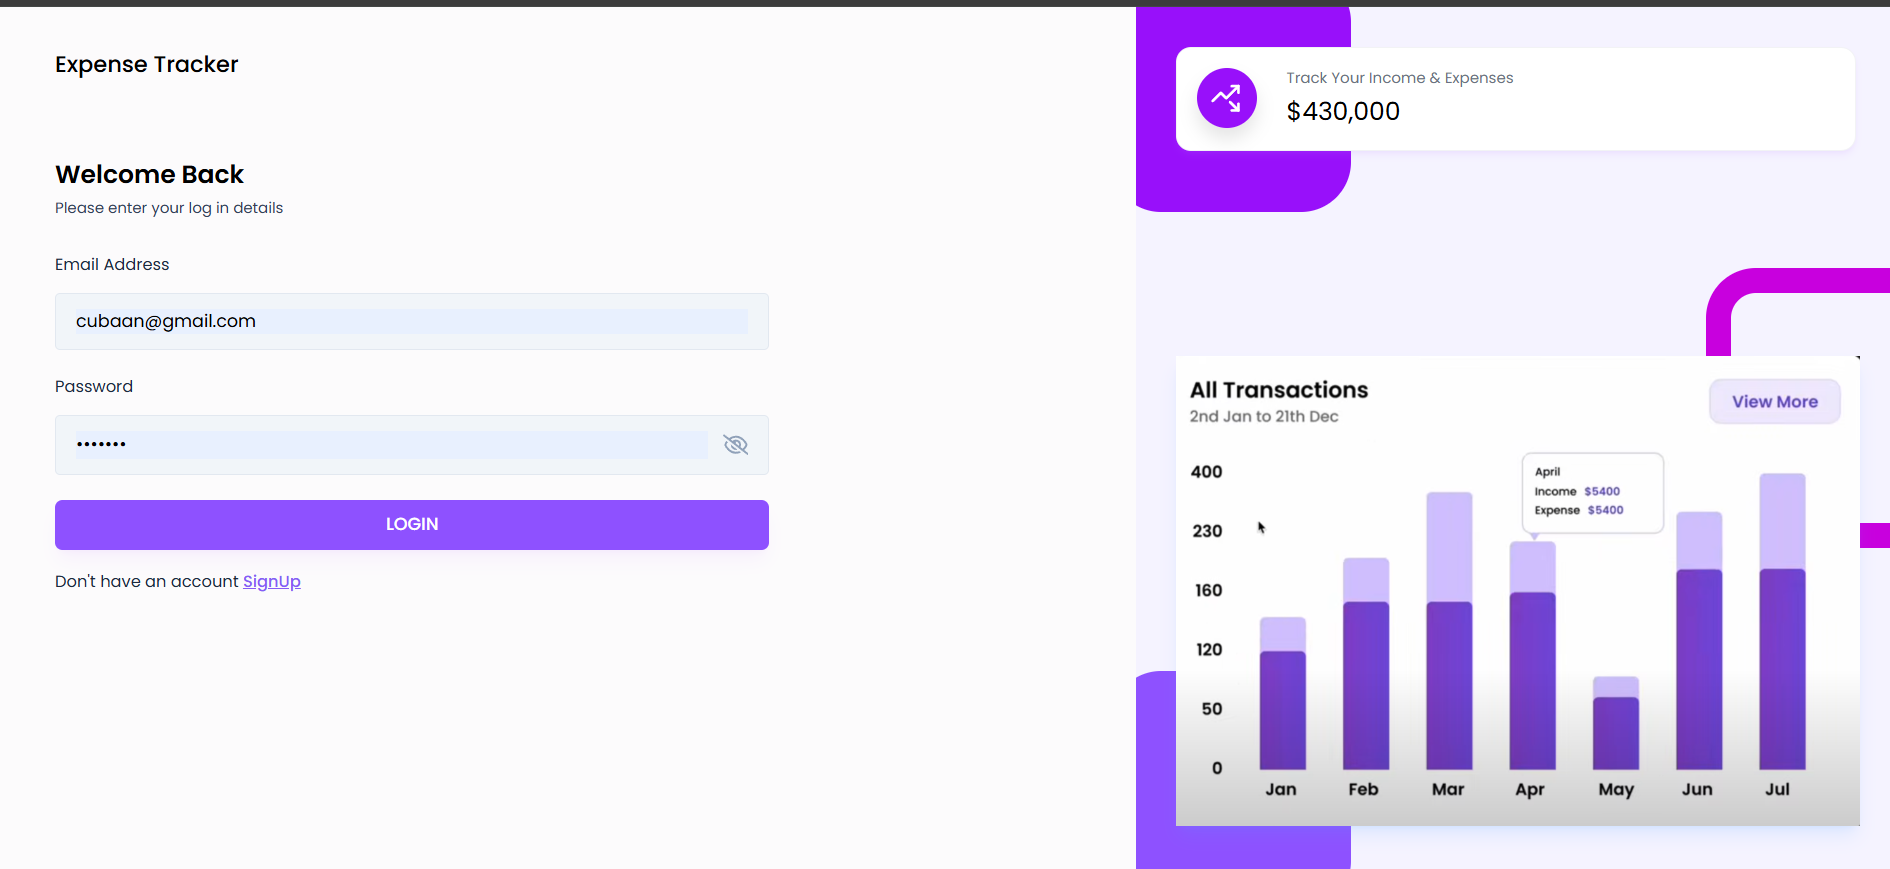 Expense Tracker
Welcome Back
Please enter your log in details
Email Address
cubaan@gmail.com
Password
•••••••
LOGIN
Don't have an account SignUp
Track Your Income & Expenses
$430,000
All Transactions
2nd Jan to 21th Dec
View More
400
230
160
120
50
0
April
Income $5400
Expense $5400
Jan Feb Mar Apr May Jun Jul